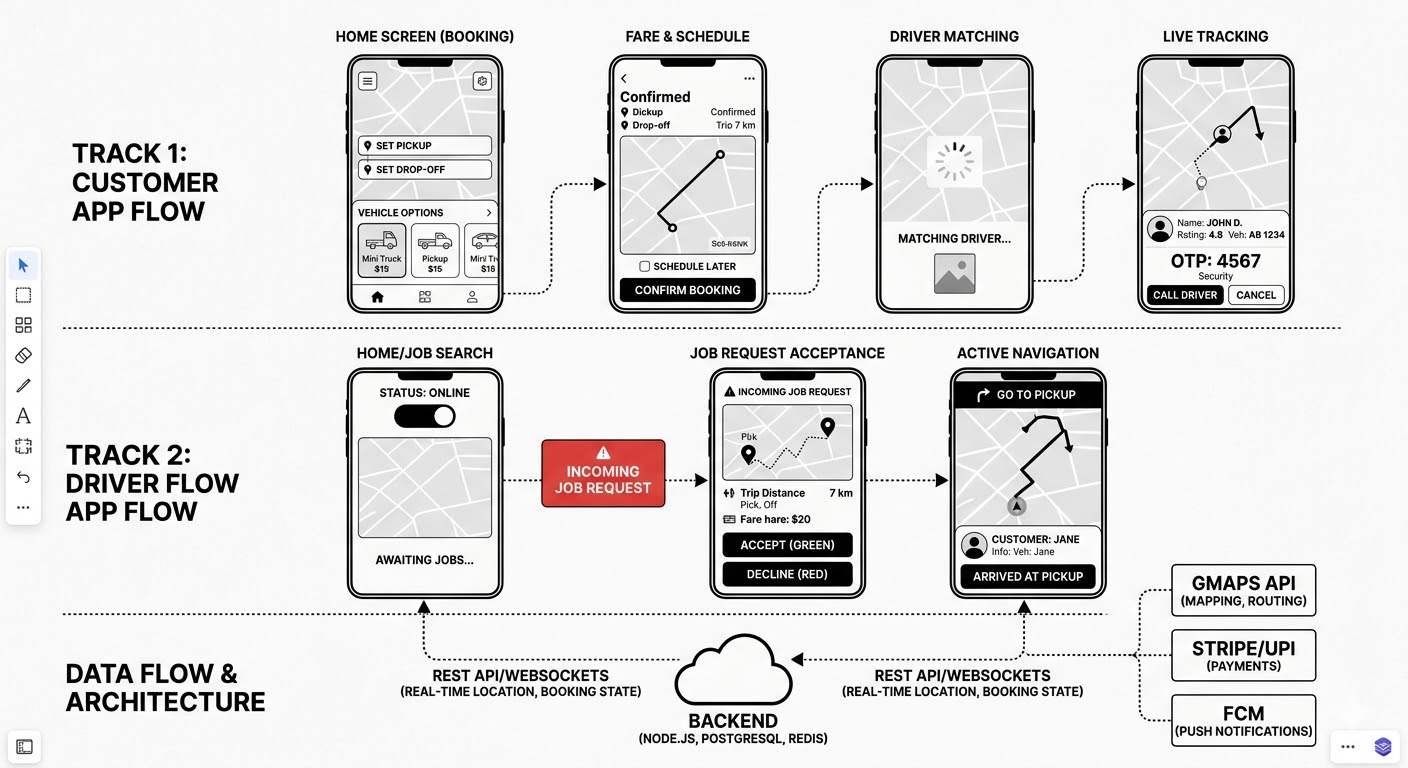 HOME SCREEN (BOOKING)
FARE & SCHEDULE
DRIVER MATCHING
LIVE TRACKING
TRACK 1:
CUSTOMER
APP FLOW
SET PICKUP
SET DROP-OFF
VEHICLE OPTIONS
Mini Truck
$15
Pickup
$15
Mini Tr
$18
Confirmed
Dickup
Confirmed
Drop-off
Trio 7 km
SCHEDULE LATER
CONFIRM BOOKING
MATCHING DRIVER...
Name: JOHN D.
Rsting: 4.8 Veh: AB 1234
OTP: 4567
Security
CALL DRIVER
CANCEL
HOME/JOB SEARCH
JOB REQUEST ACCEPTANCE
ACTIVE NAVIGATION
TRACK 2:
DRIVER FLOW
APP FLOW
STATUS: ONLINE
AWAITING JOBS...
INCOMING
JOB REQUEST
INCOMING JOB REQUEST
Trip Distance
7 km
Pick, Off
Fare hare: $20
ACCEPT (GREEN)
DECLINE (RED)
GO TO PICKUP
CUSTOMER: JANE
Info: Veh: Jane
ARRIVED AT PICKUP
DATA FLOW &
ARCHITECTURE
REST API/WEBSOCKETS
(REAL-TIME LOCATION, BOOKING STATE)
BACKEND
(NODE.JS, POSTGRESQL, REDIS)
REST API/WEBSOCKETS
(REAL-TIME LOCATION, BOOKING STATE)
GMAPS API
(MAPPING, ROUTING)
STRIPE/UPI
(PAYMENTS)
FCM
(PUSH NOTIFICATIONS)